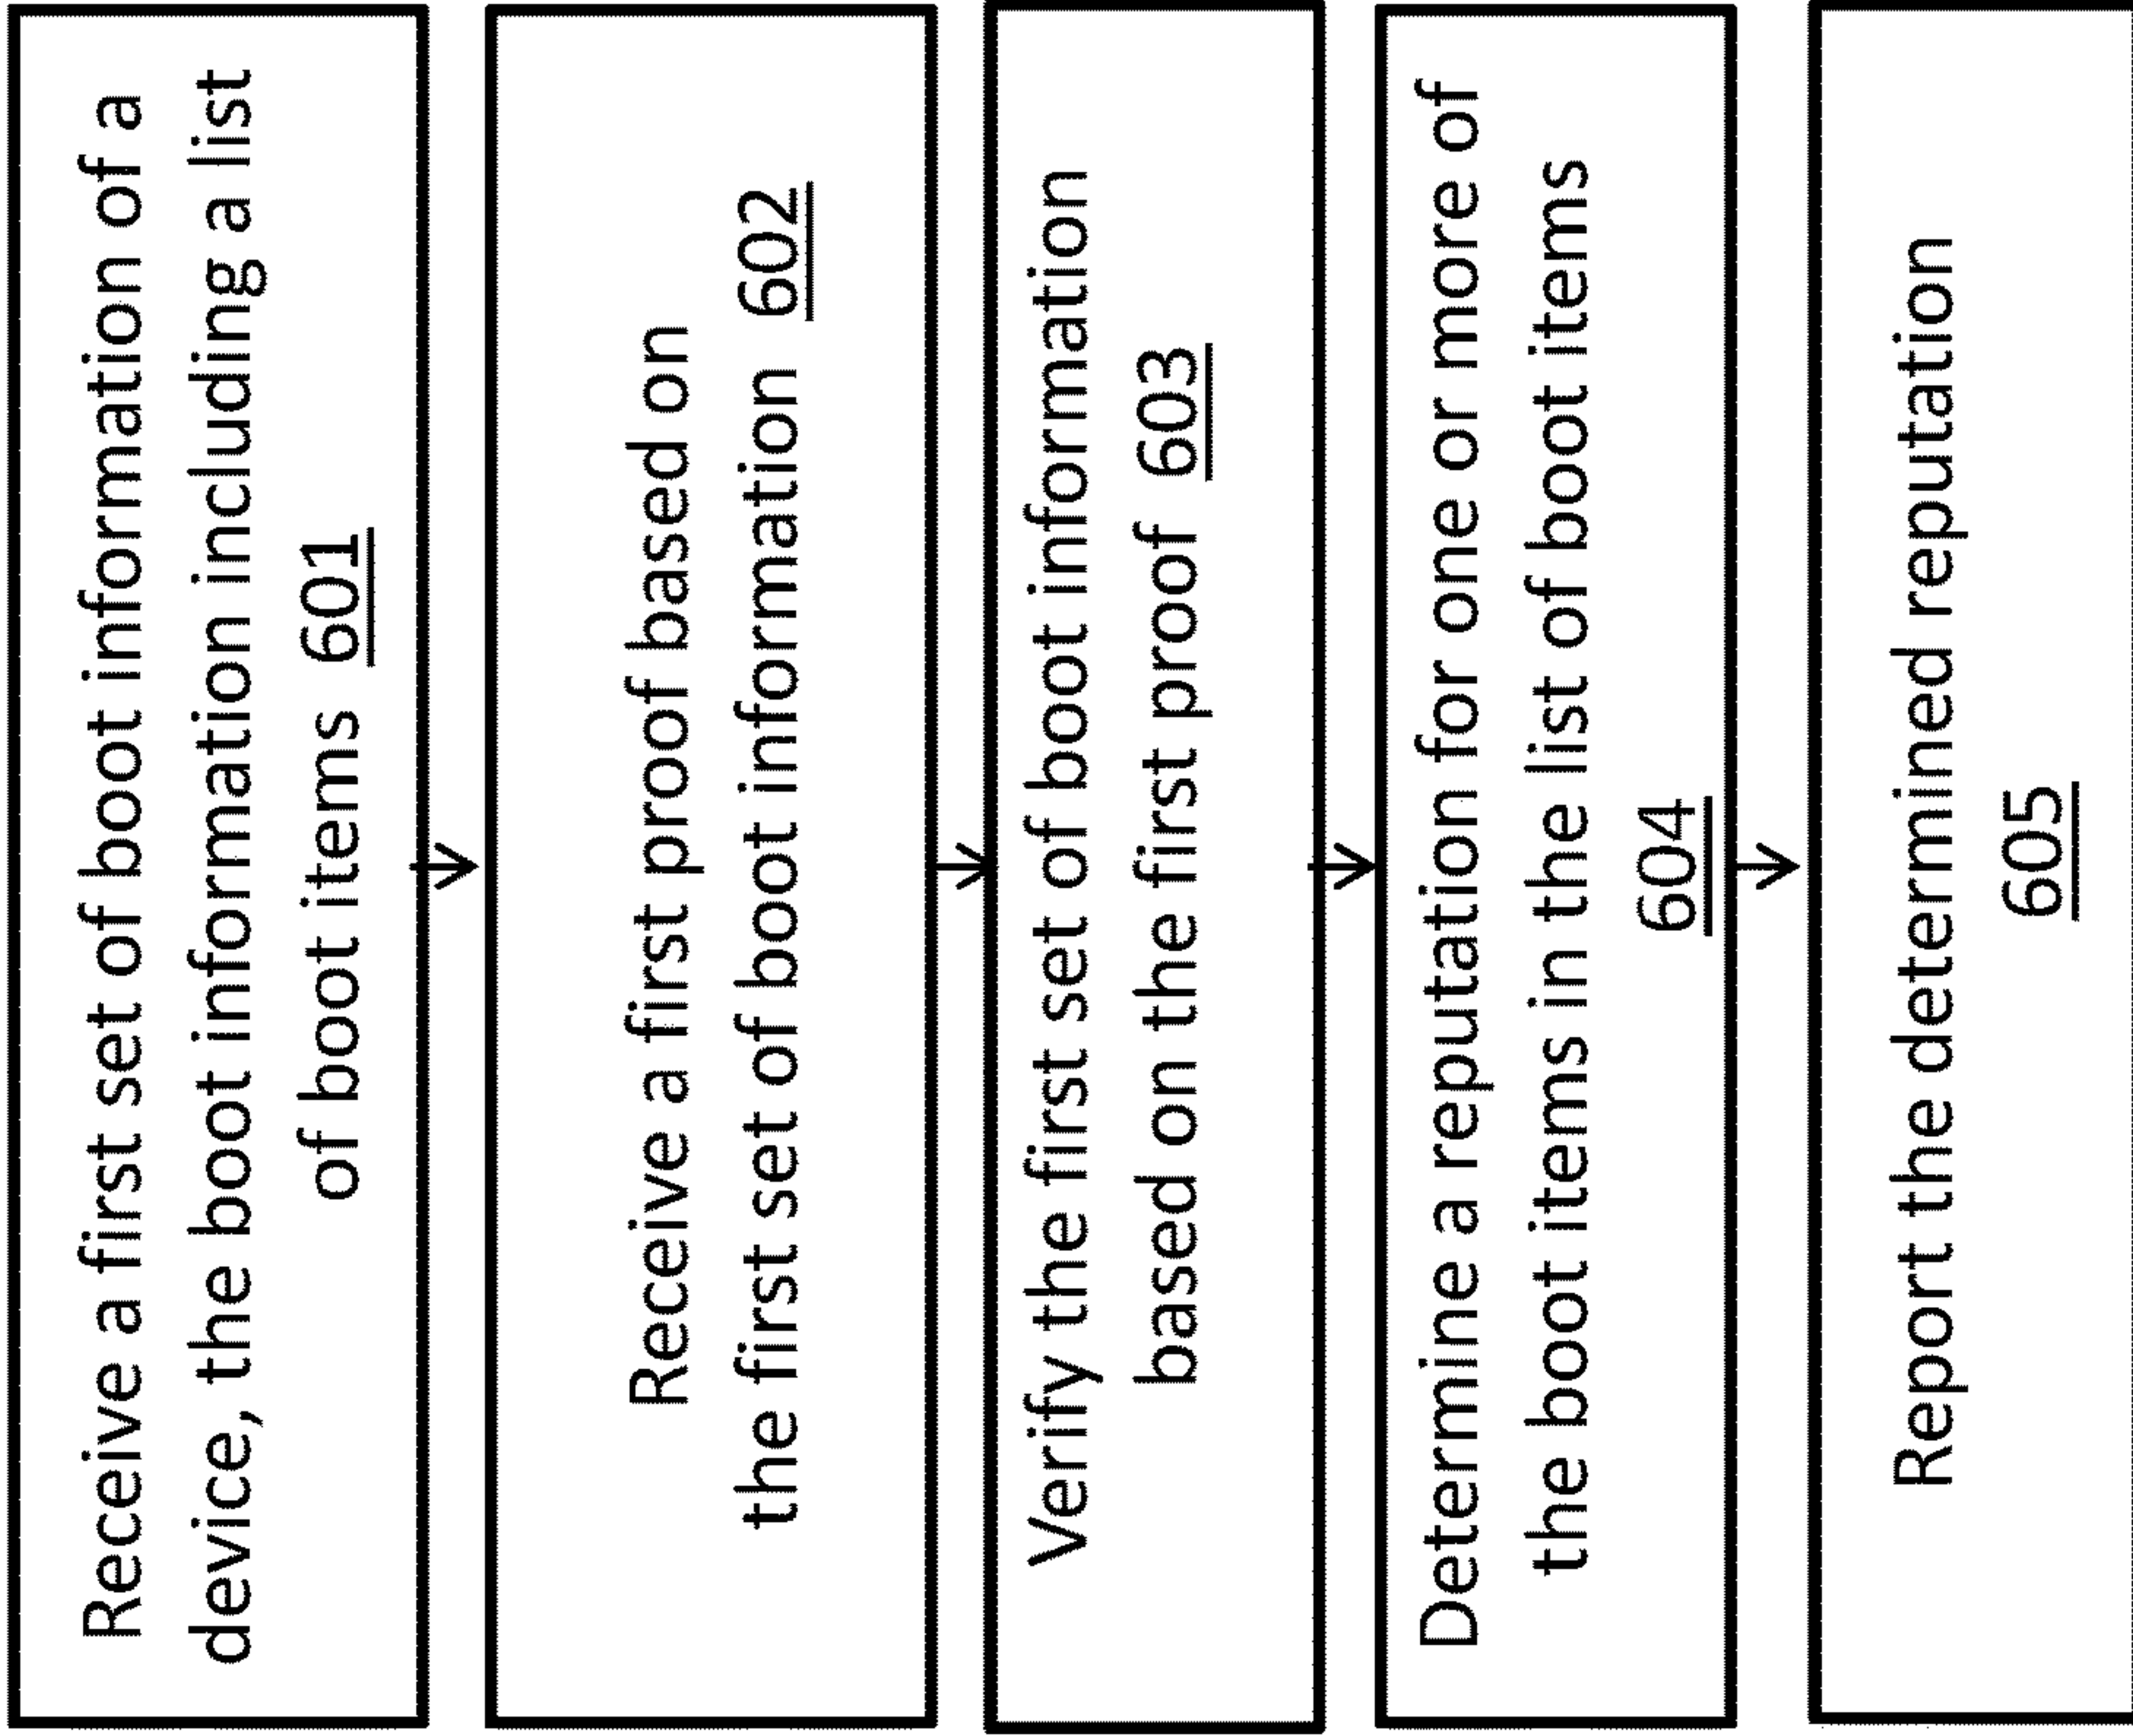 Receive a first set of boot information of a
device, the boot information including a list
of boot items 601
Receive a first proof based on
the first set of boot information 602
Verify the first set of boot information
based on the first proof 603
Determine a reputation for one or more of
the boot items in the list of boot items
604
Report the determined reputation
605